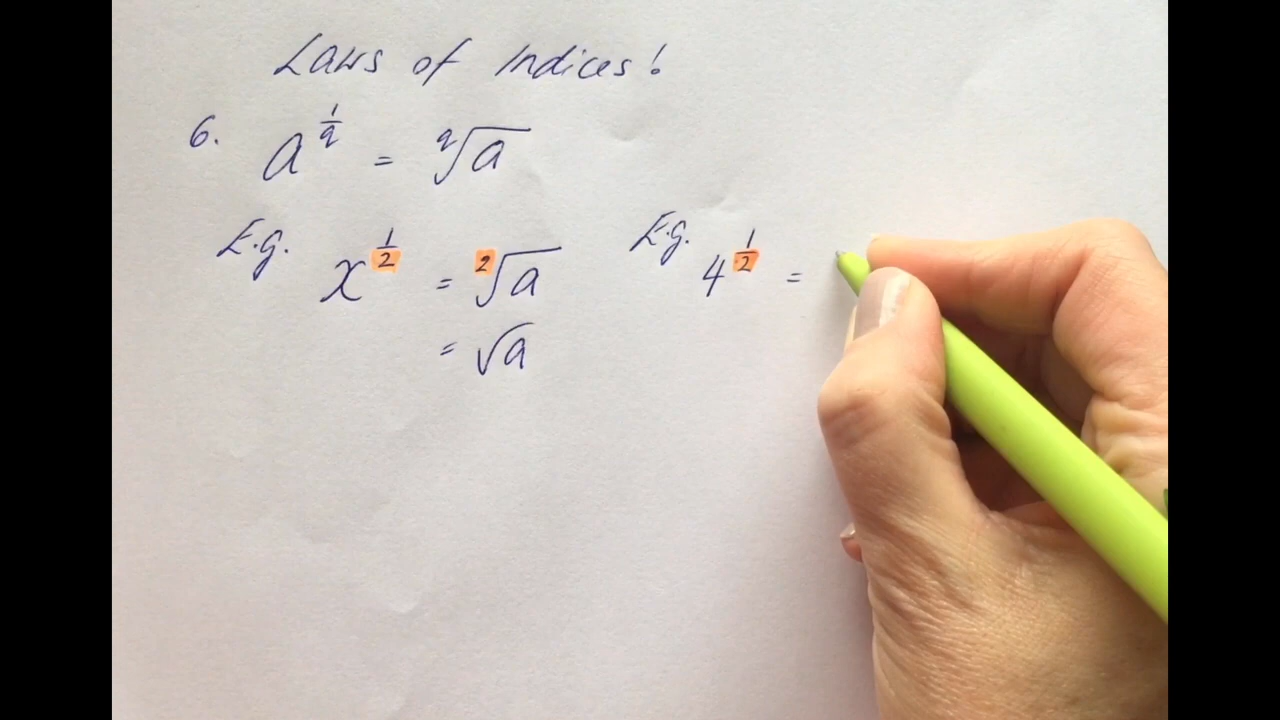 Laws of Indices!
6. a^(1/q) = q√a
E.g. x^(1/2) = 2√a
= √a
E.g. 4^(1/2) =